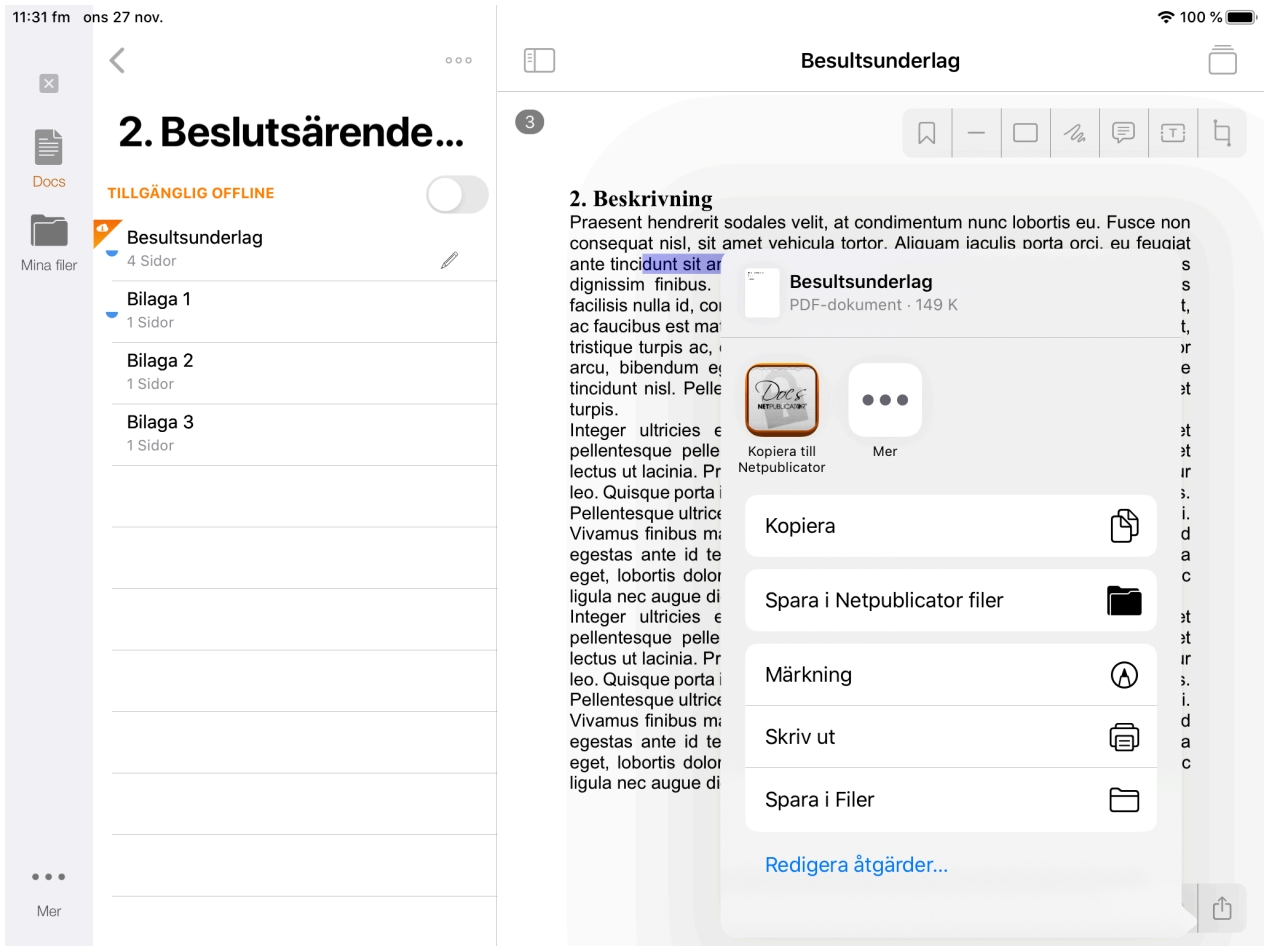 11:31 fm ons 27 nov.
100 %
Docs
Mina filer
Mer
2. Beslutsärende...
TILLGÄNGLIG OFFLINE
Besultsunderlag
4 Sidor
Bilaga 1
1 Sidor
Bilaga 2
1 Sidor
Bilaga 3
1 Sidor
Besultsunderlag
3
T
2. Beskrivning
Praesent hendrerit sodales velit, at condimentum nunc lobortis eu. Fusce non
consequat nisl, sit amet vehicula tortor. Aliquam iaculis porta orci, eu feugiat
ante tincidunt sit
dignissim finibus.
facilisis nulla id,
ac faucibus est
tristique turpis ac,
arcu, bibendum
tincidunt nisl.
turpis.
Integer ultricies
pellentesque
lectus ut lacinia.
leo. Quisque porta
Pellentesque
Vivamus finibus
egestas ante id
eget, lobortis
ligula nec augue
Integer ultricies
pellentesque
lectus ut lacinia.
leo. Quisque porta
Pellentesque
Vivamus finibus
egestas ante id
eget, lobortis
ligula nec augue
Besultsunderlag
PDF-dokument · 149 K
Docs
NETPUBLICATOR
Kopiera till
Netpublicator
Mer
Kopiera
Spara i Netpublicator filer
Märkning
Skriv ut
Spara i Filer
Redigera åtgärder...